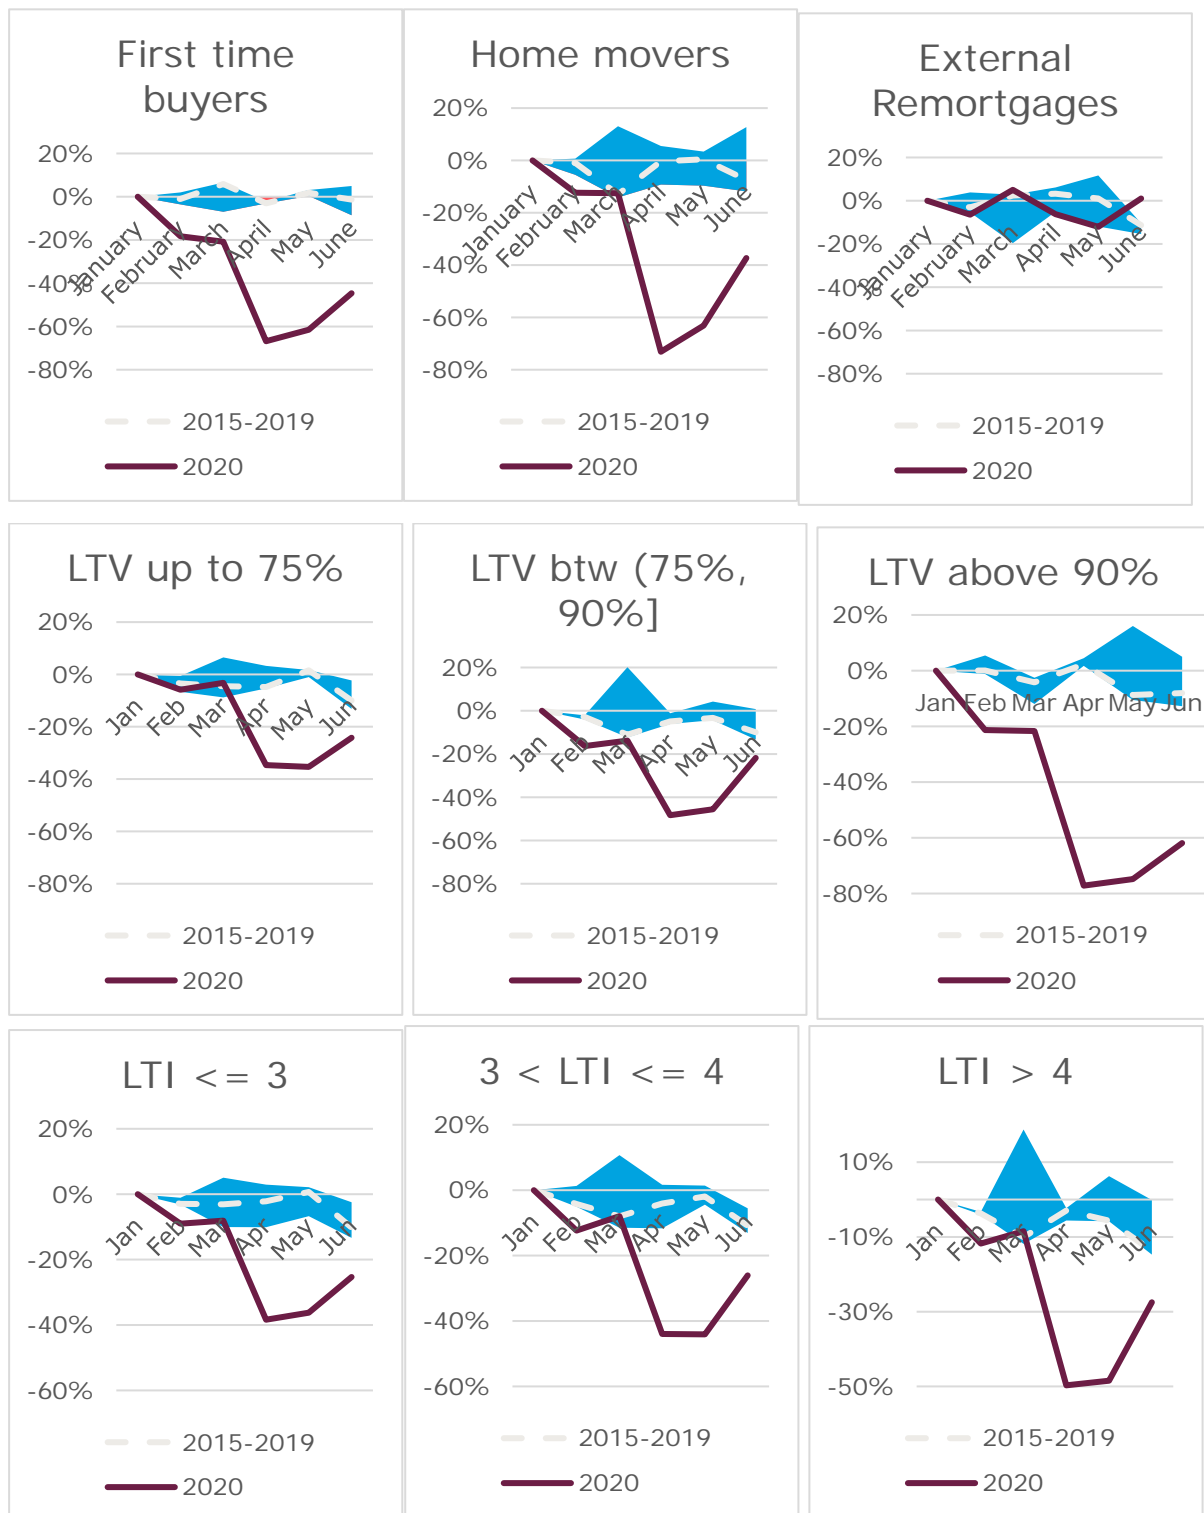 First time
buyers
20%
0%
-20%
-40%
-60%
-80%
January
February
March
April
May
June
2015-2019
2020
Home movers
20%
0%
-20%
-40%
-60%
-80%
January
February
March
April
May
June
2015-2019
2020
External
Remortgages
20%
0%
-20%
-40%
-60%
-80%
January
February
March
April
May
June
2015-2019
2020
LTV up to 75%
20%
0%
-20%
-40%
-60%
-80%
Jan
Feb
Mar
Apr
May
Jun
2015-2019
2020
LTV btw (75%,
90%]
20%
0%
-20%
-40%
-60%
-80%
Jan
Feb
Mar
Apr
May
Jun
2015-2019
2020
LTV above 90%
20%
0%
-20%
-40%
-60%
-80%
Jan Feb Mar Apr May Jun
2015-2019
2020
LTI <= 3
20%
0%
-20%
-40%
-60%
Jan
Feb
Mar
Apr
May
Jun
2015-2019
2020
3 < LTI <= 4
20%
0%
-20%
-40%
-60%
Jan
Feb
Mar
Apr
May
Jun
2015-2019
2020
LTI > 4
10%
-10%
-30%
-50%
Jan
Feb
Mar
Apr
May
Jun
2015-2019
2020